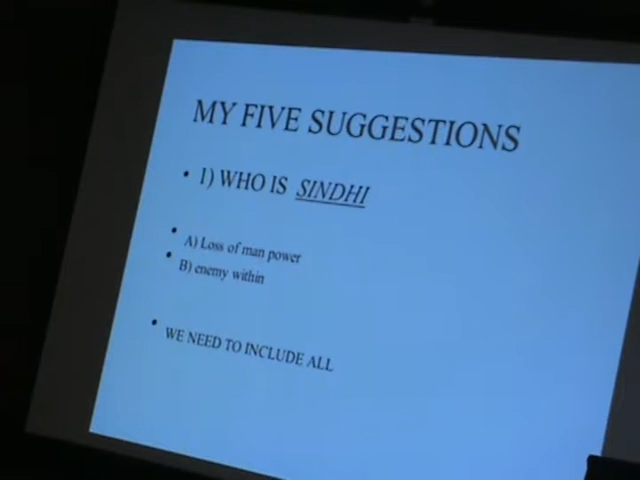 MY FIVE SUGGESTIONS
• 1) WHO IS SINDHI
• A) Loss of man power
• B) enemy within
• WE NEED TO INCLUDE ALL